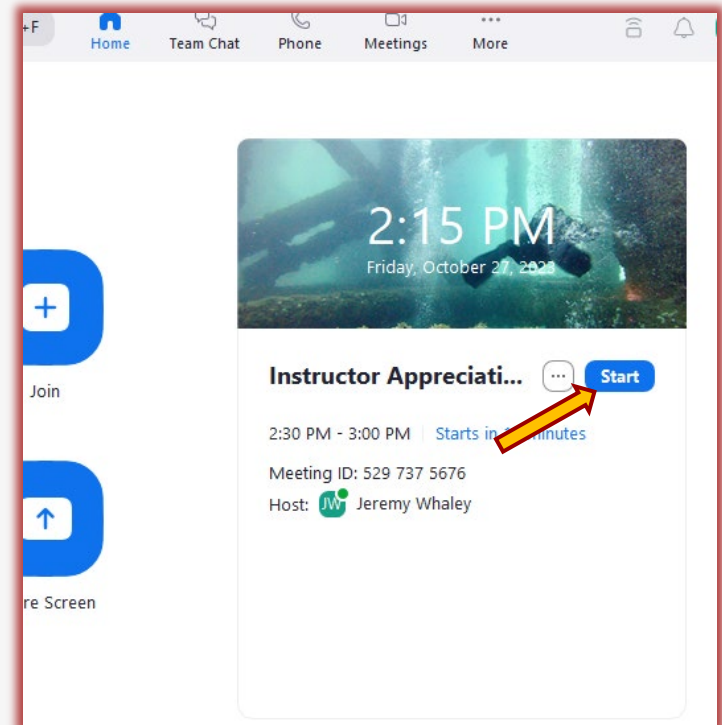 +F
Home
Team Chat
Phone
Meetings
More
2:15 PM
Friday, October 27, 2023
Join
Instructor Appreciati...
Start
2:30 PM - 3:00 PM
Starts in minutes
Meeting ID: 529 737 5676
Host: JW Jeremy Whaley
re Screen